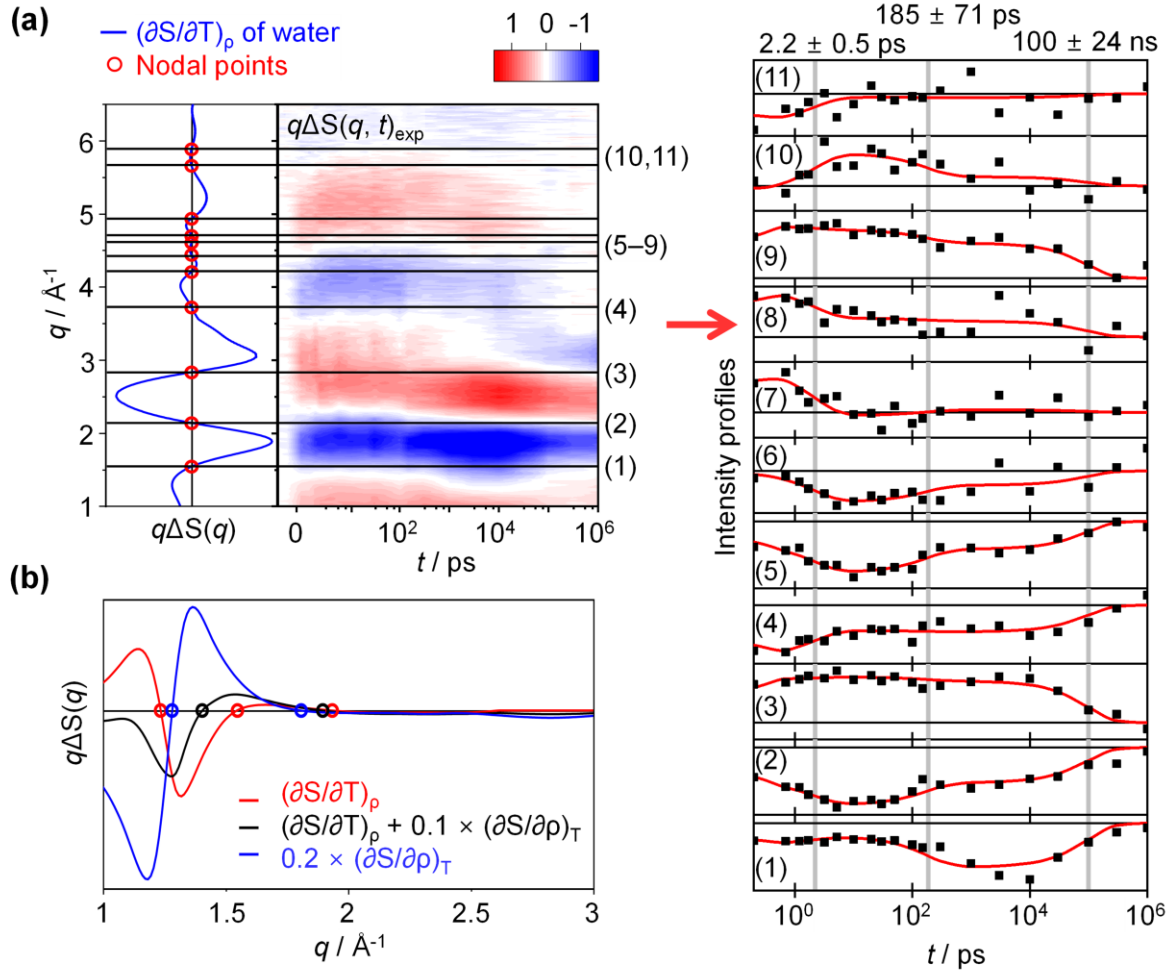 (a)
(∂S/∂T)ρ of water
Nodal points
1 0 -1
qΔS(q, t)exp
q / Å-1
6
5
4
3
2
1
(10,11)
(5–9)
(4)
(3)
(2)
(1)
qΔS(q)
0 10² 10⁴ 10⁶
t / ps
185 ± 71 ps
2.2 ± 0.5 ps
100 ± 24 ns
Intensity profiles
(11)
(10)
(9)
(8)
(7)
(6)
(5)
(4)
(3)
(2)
(1)
10⁰ 10² 10⁴ 10⁶
t / ps
(b)
qΔS(q)
(∂S/∂T)ρ
(∂S/∂T)ρ + 0.1 × (∂S/∂ρ)T
0.2 × (∂S/∂ρ)T
1 1.5 2 2.5 3
q / Å-1